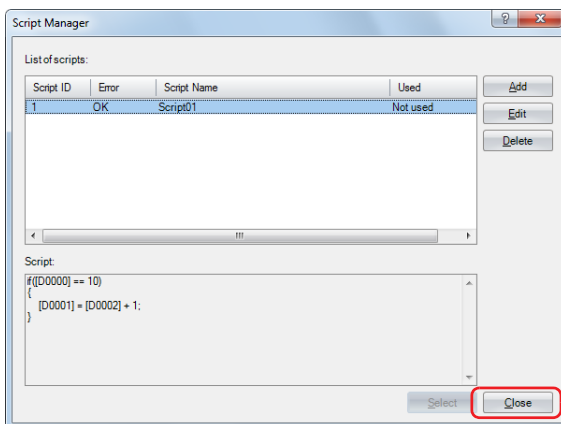 Script Manager
List of scripts:
Script ID Error Script Name Used
1 OK Script01 Not used
Add
Edit
Delete
Script:
if([D0000] == 10)
{
[D0001] = [D0002] + 1;
}
Select
Close